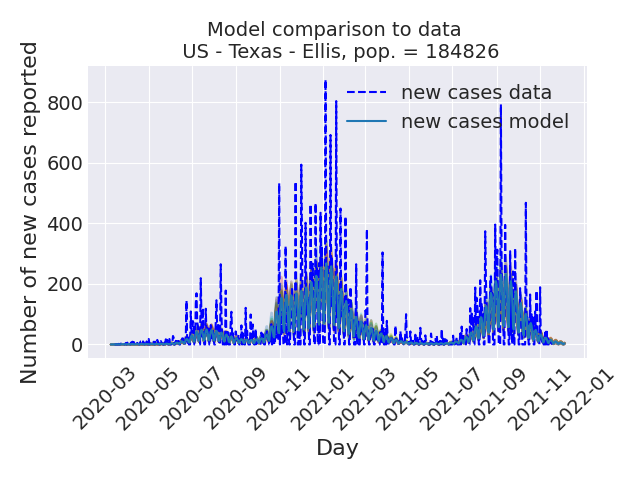 Model comparison to data
US - Texas - Ellis, pop. = 184826
Number of new cases reported
800
600
400
200
0
new cases data
new cases model
2020-03
2020-05
2020-07
2020-09
2020-11
2021-01
2021-03
2021-05
2021-07
2021-09
2021-11
2022-01
Day